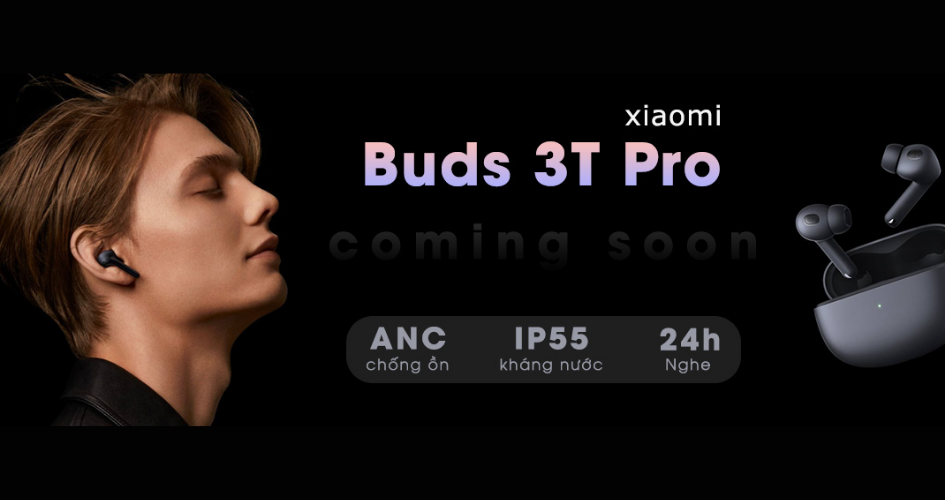 xiaomi
Buds 3T Pro
coming soon
ANC IP55 24h
chống ồn kháng nước Nghe